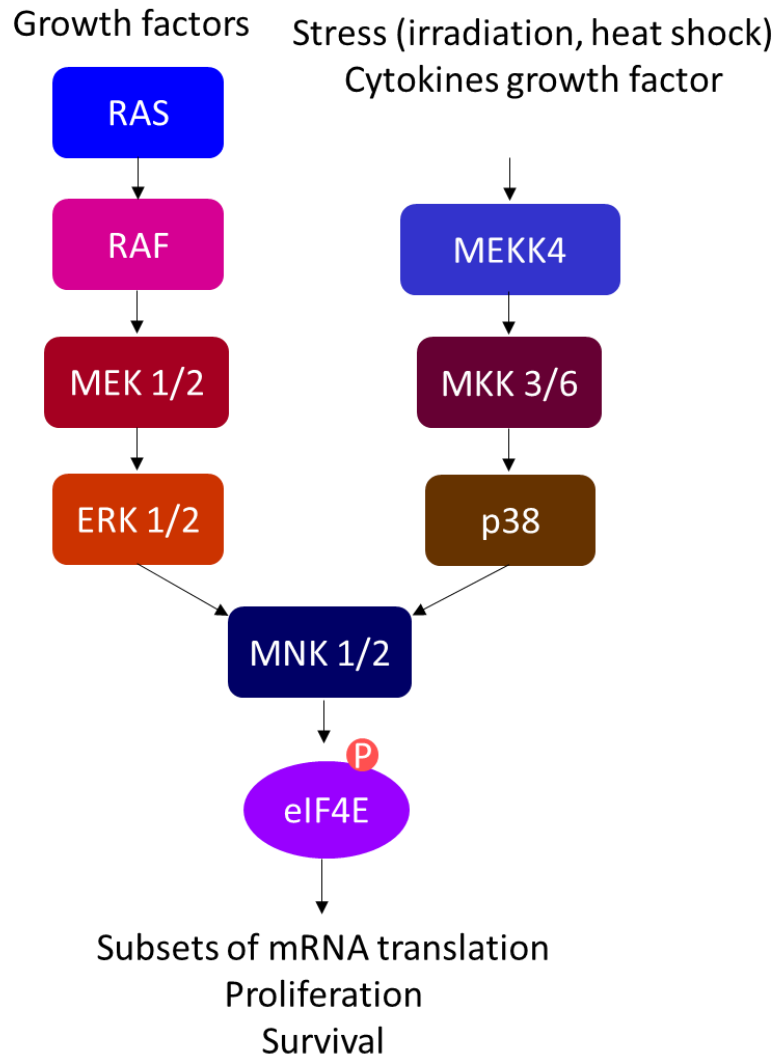 Growth factors
Stress (irradiation, heat shock)
Cytokines growth factor
RAS
RAF
MEKK4
MEK 1/2
MKK 3/6
ERK 1/2
p38
MNK 1/2
P
eIF4E
Subsets of mRNA translation
Proliferation
Survival